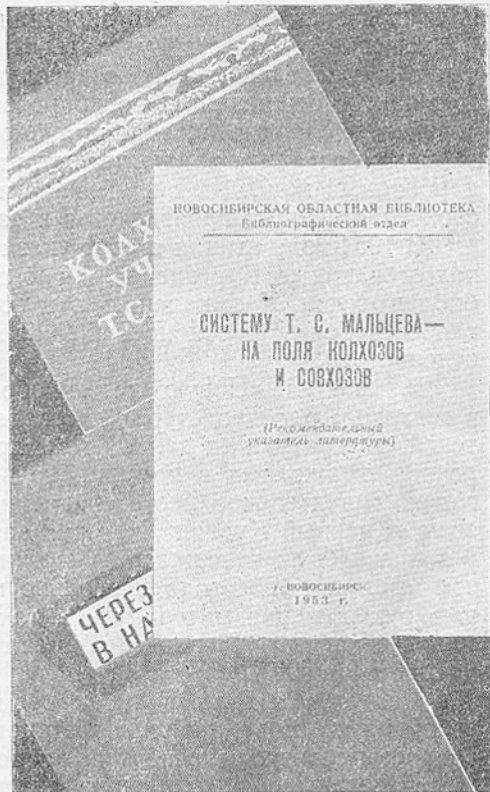 КОЛХ
УЧ
Т.С.
НОВОСИБИРСКАЯ ОБЛАСТНАЯ БИБЛИОТЕКА
Библиографический отдел
СИСТЕМУ Т. С. МАЛЬЦЕВА—
НА ПОЛЯ КОЛХОЗОВ
И СОВХОЗОВ
(Рекомендательный
указатель литературы)
г. НОВОСИБИРСК
1953 г.
ЧЕРЕЗ
В НА